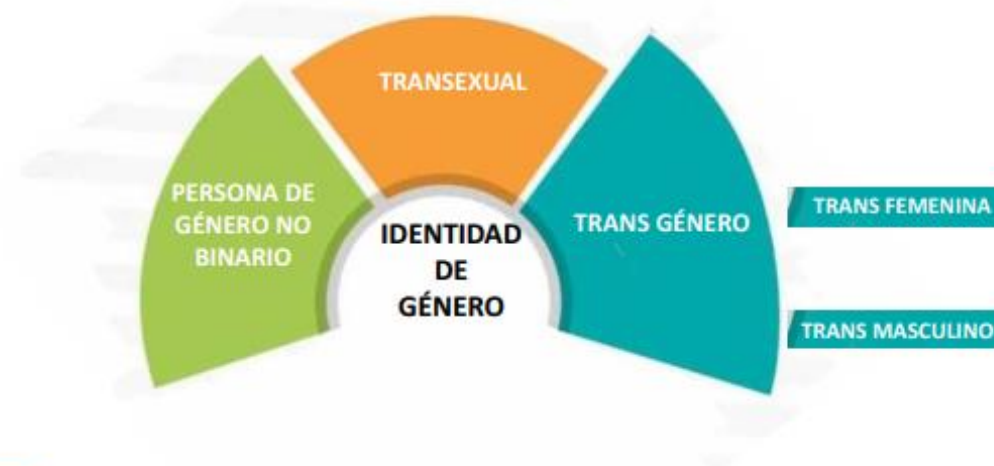 TRANSEXUAL
PERSONA DE
GÉNERO NO
BINARIO
IDENTIDAD
DE
GÉNERO
TRANS GÉNERO
TRANS FEMENINA
TRANS MASCULINO